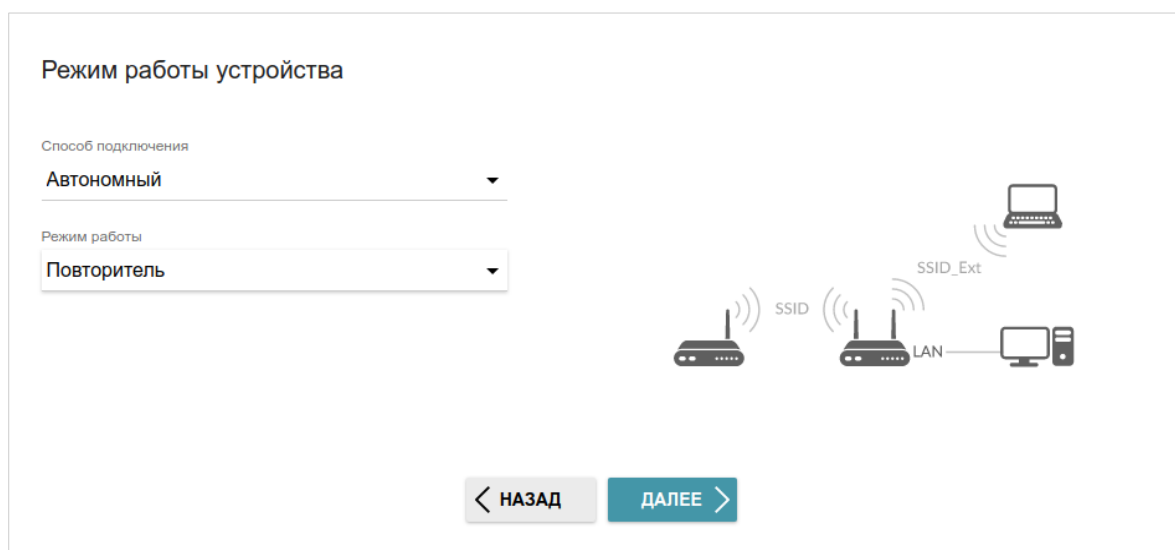 Режим работы устройства
Способ подключения
Автономный
Режим работы
Повторитель
SSID_Ext
SSID
LAN
НАЗАД
ДАЛЕЕ